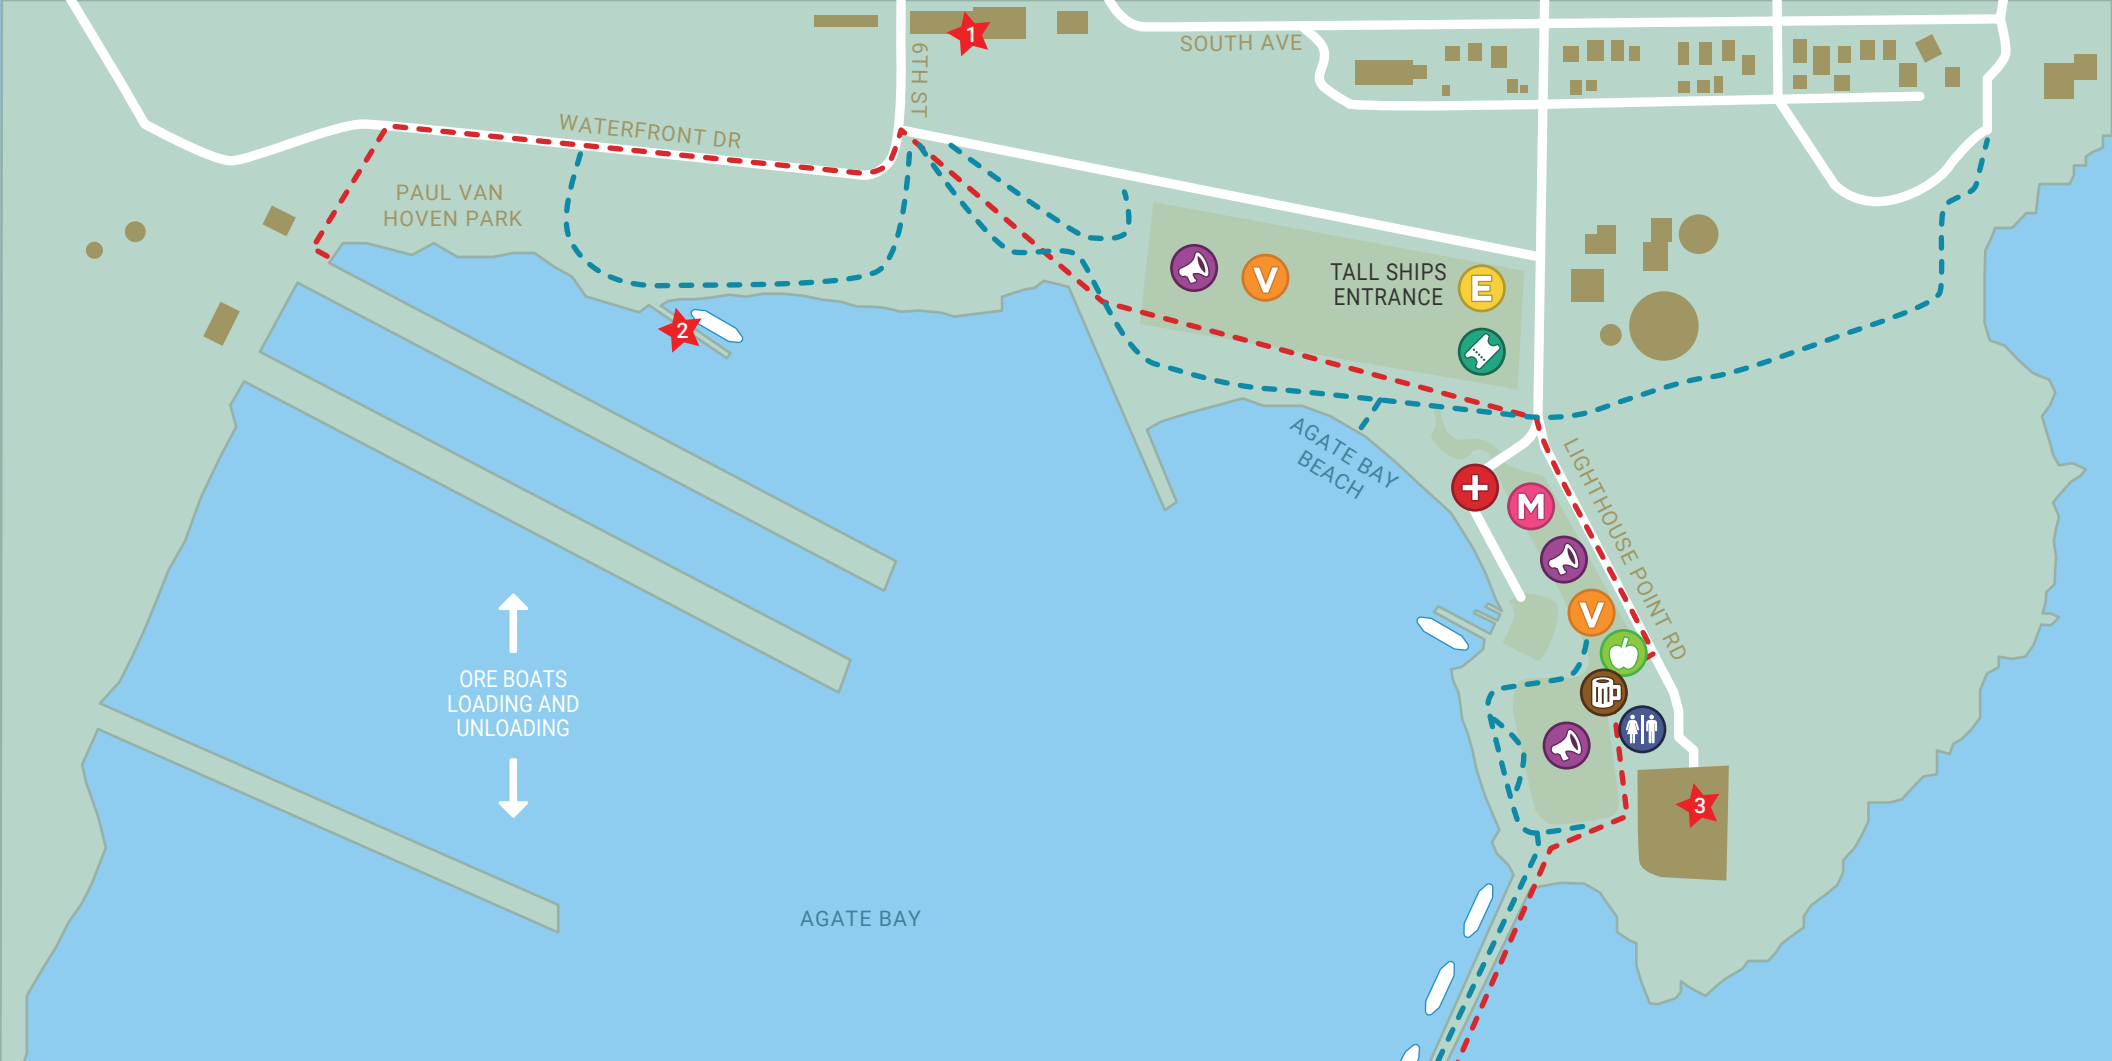 1
SOUTH AVE
6TH ST
WATERFRONT DR
PAUL VAN
HOVEN PARK
V
TALL SHIPS
ENTRANCE
E
2
AGATE BAY
BEACH
LIGHTHOUSE POINT RD
M
V
ORE BOATS
LOADING AND
UNLOADING
3
AGATE BAY